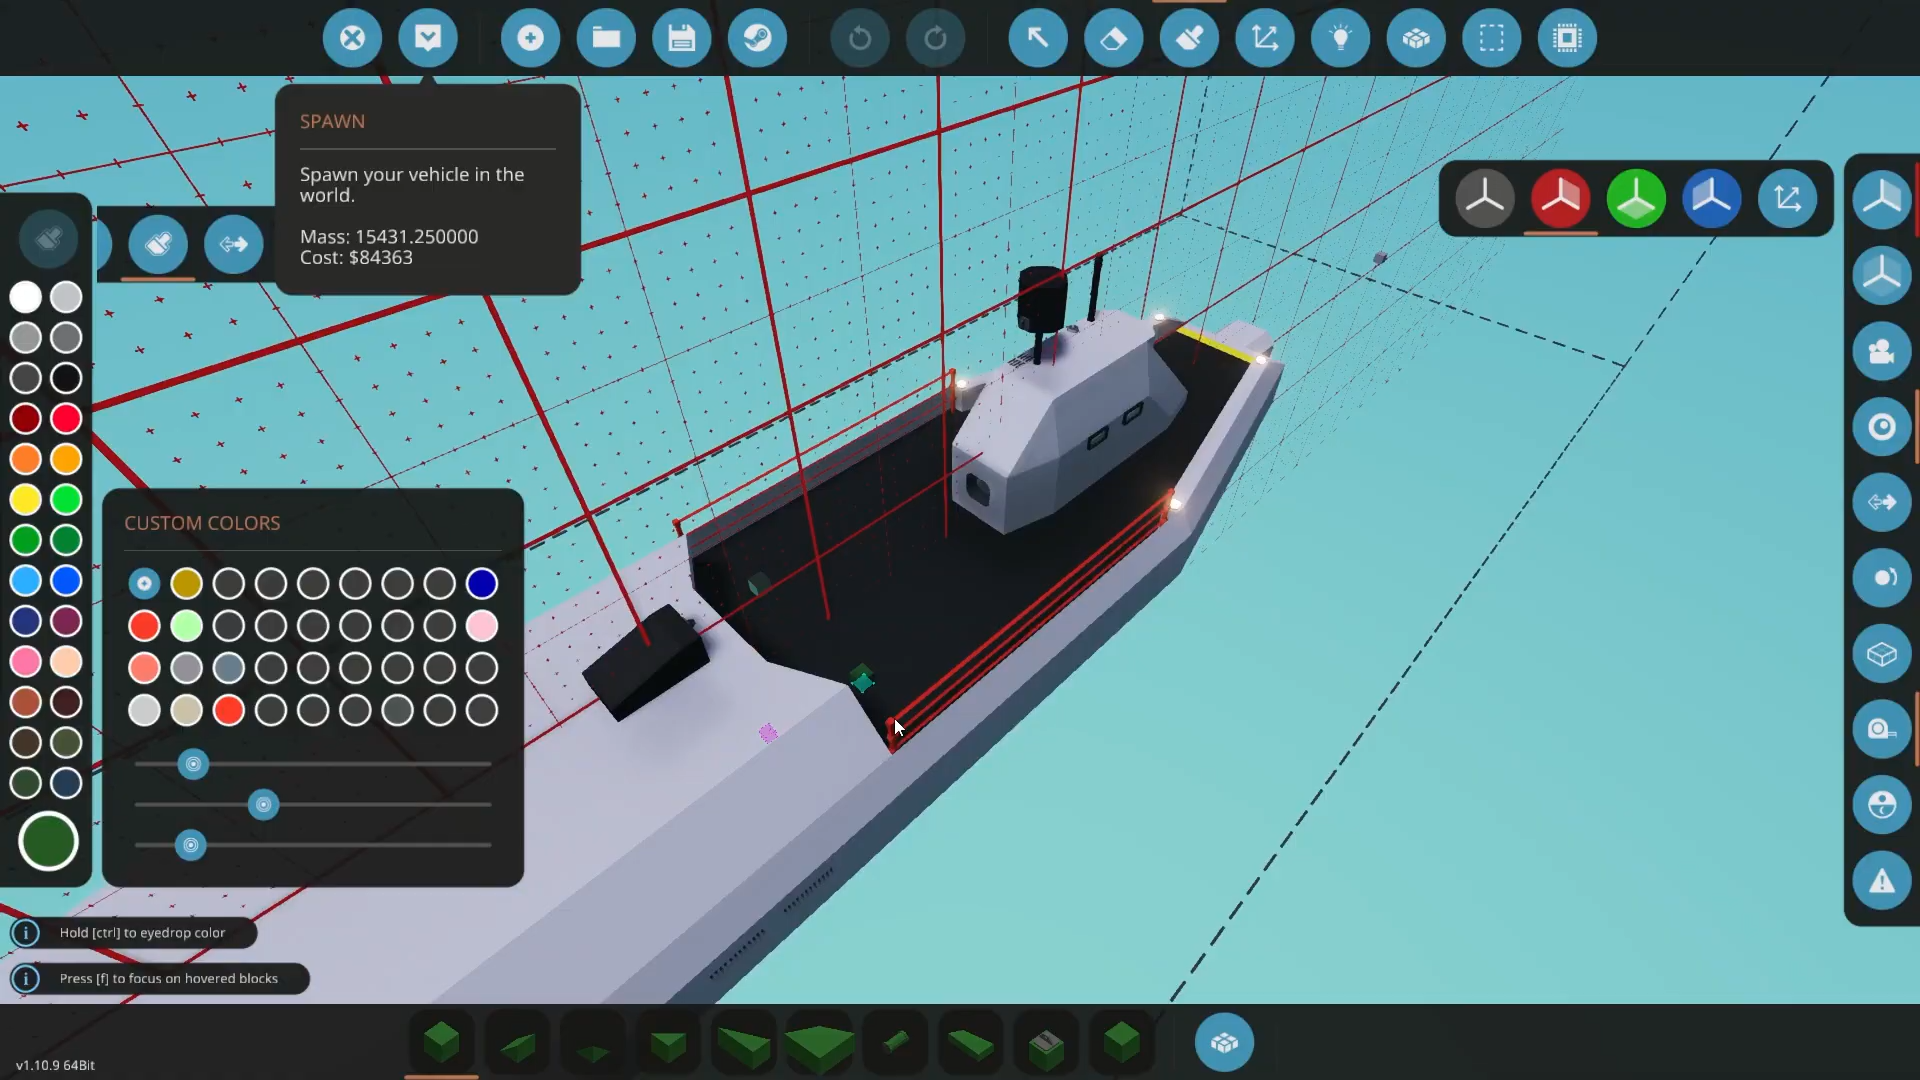 SPAWN
Spawn your vehicle in the
world.
Mass: 15431.250000
Cost: $84363
CUSTOM COLORS
Hold [ctrl] to eyedrop color
Press [f] to focus on hovered blocks
v1.10.9 64Bit